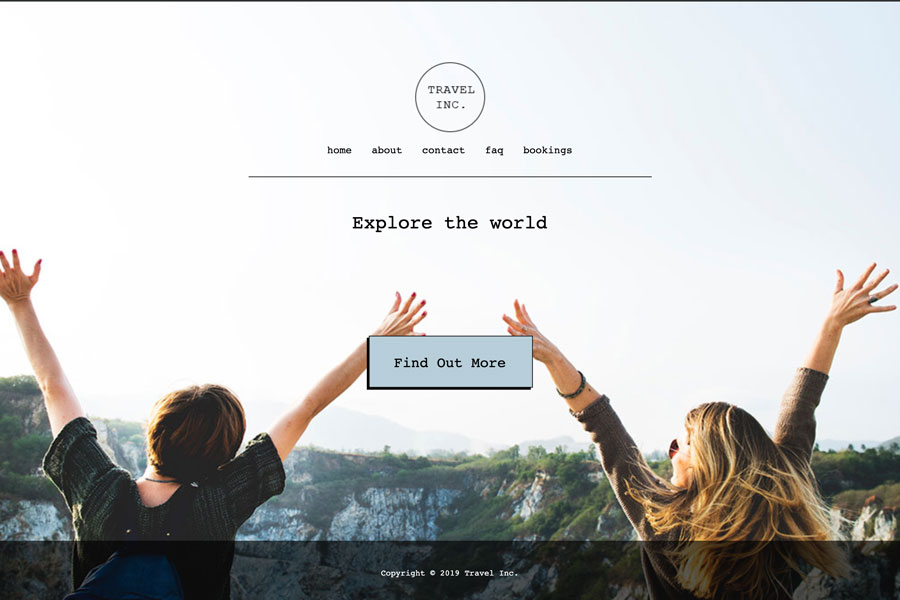 TRAVEL
INC.
home about contact faq bookings
Explore the world
Find Out More
Copyright © 2019 Travel Inc.